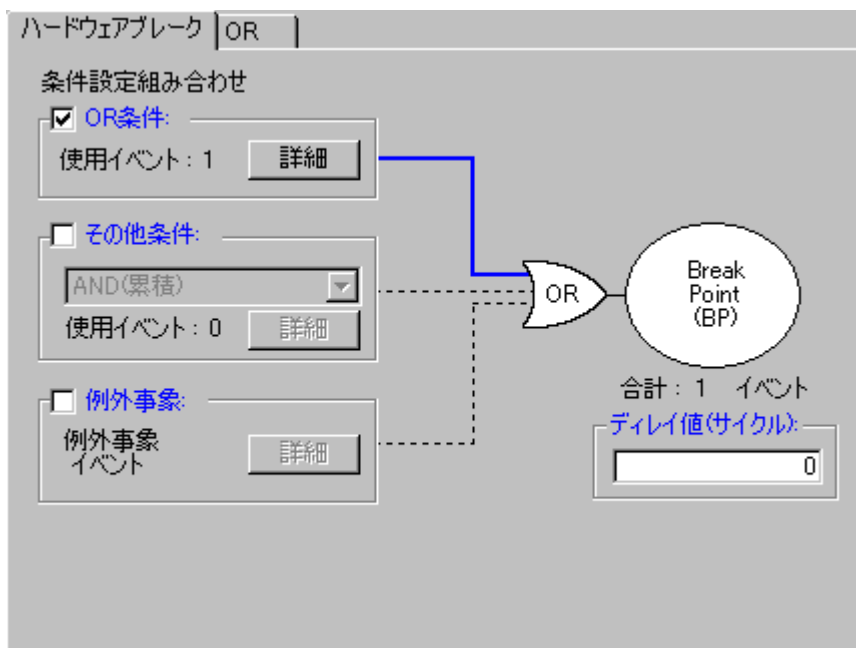 ハードウェアブレーク
OR
条件設定組み合わせ
OR条件:
使用イベント : 1
詳細
その他条件:
AND(累積)
使用イベント : 0
詳細
例外事象:
例外事象
イベント
詳細
OR
Break
Point
(BP)
合計 : 1 イベント
ディレイ値(サイクル):
0